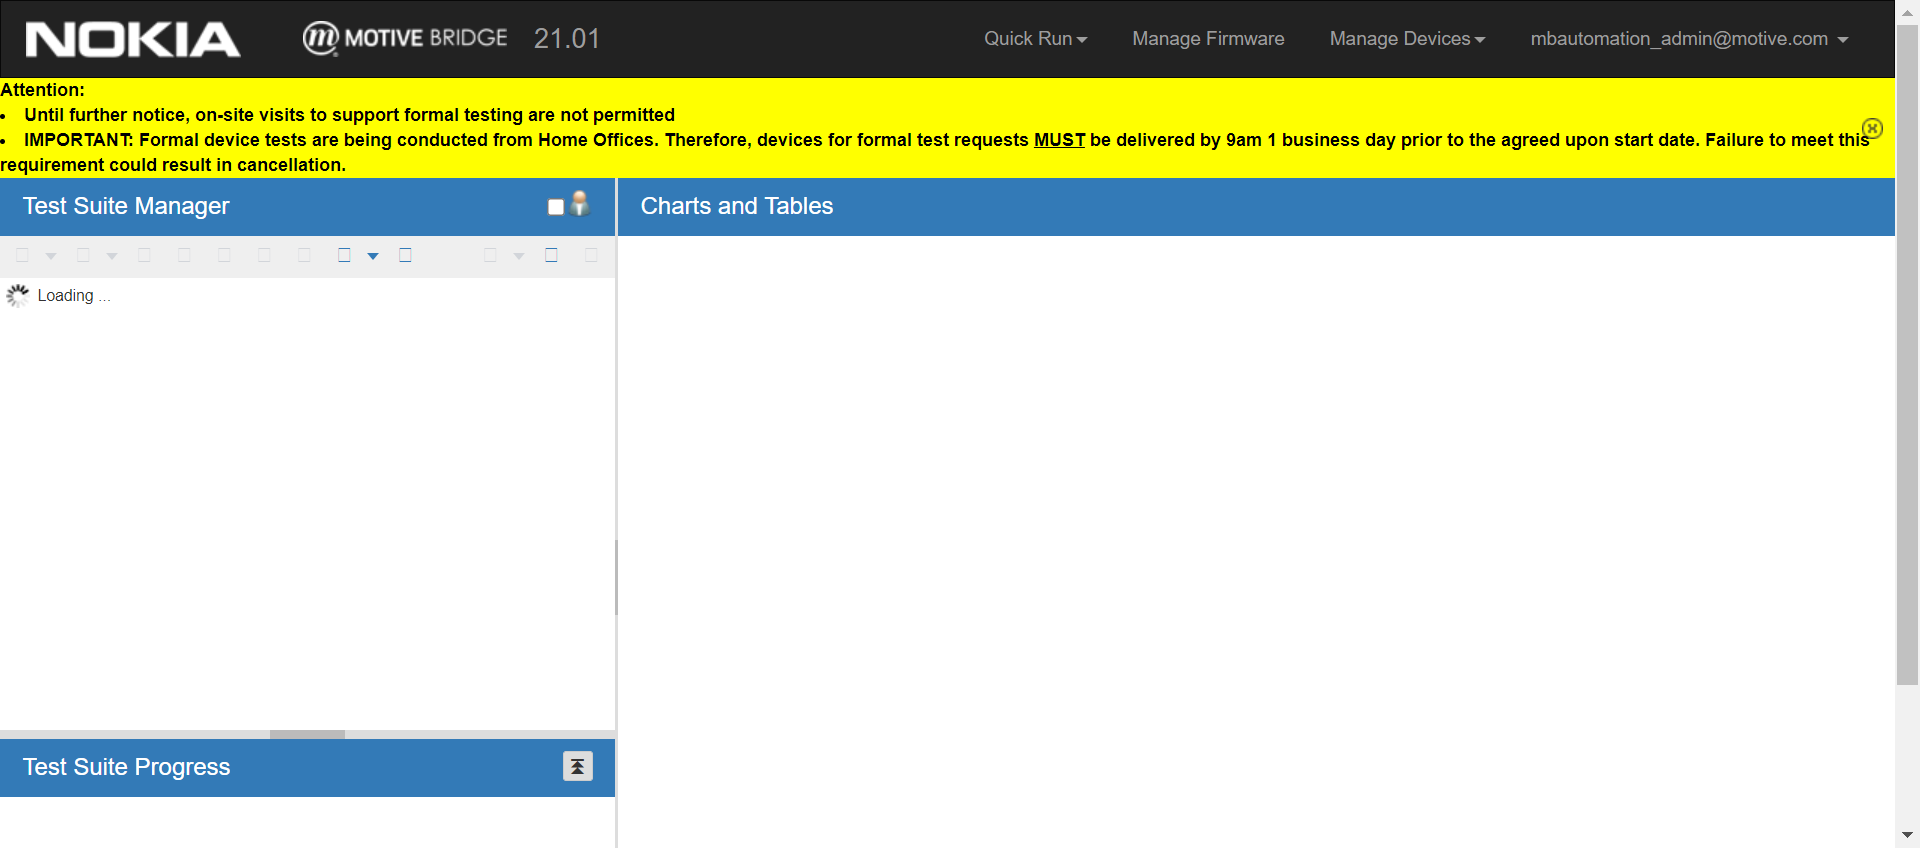 NOKIA m MOTIVE BRIDGE 21.01 Quick Run Manage Firmware Manage Devices mbautomation_admin@motive.com
Attention:
• Until further notice, on-site visits to support formal testing are not permitted
• IMPORTANT: Formal device tests are being conducted from Home Offices. Therefore, devices for formal test requests MUST be delivered by 9am 1 business day prior to the agreed upon start date. Failure to meet this
requirement could result in cancellation.
Test Suite Manager
Charts and Tables
Loading ...
Test Suite Progress